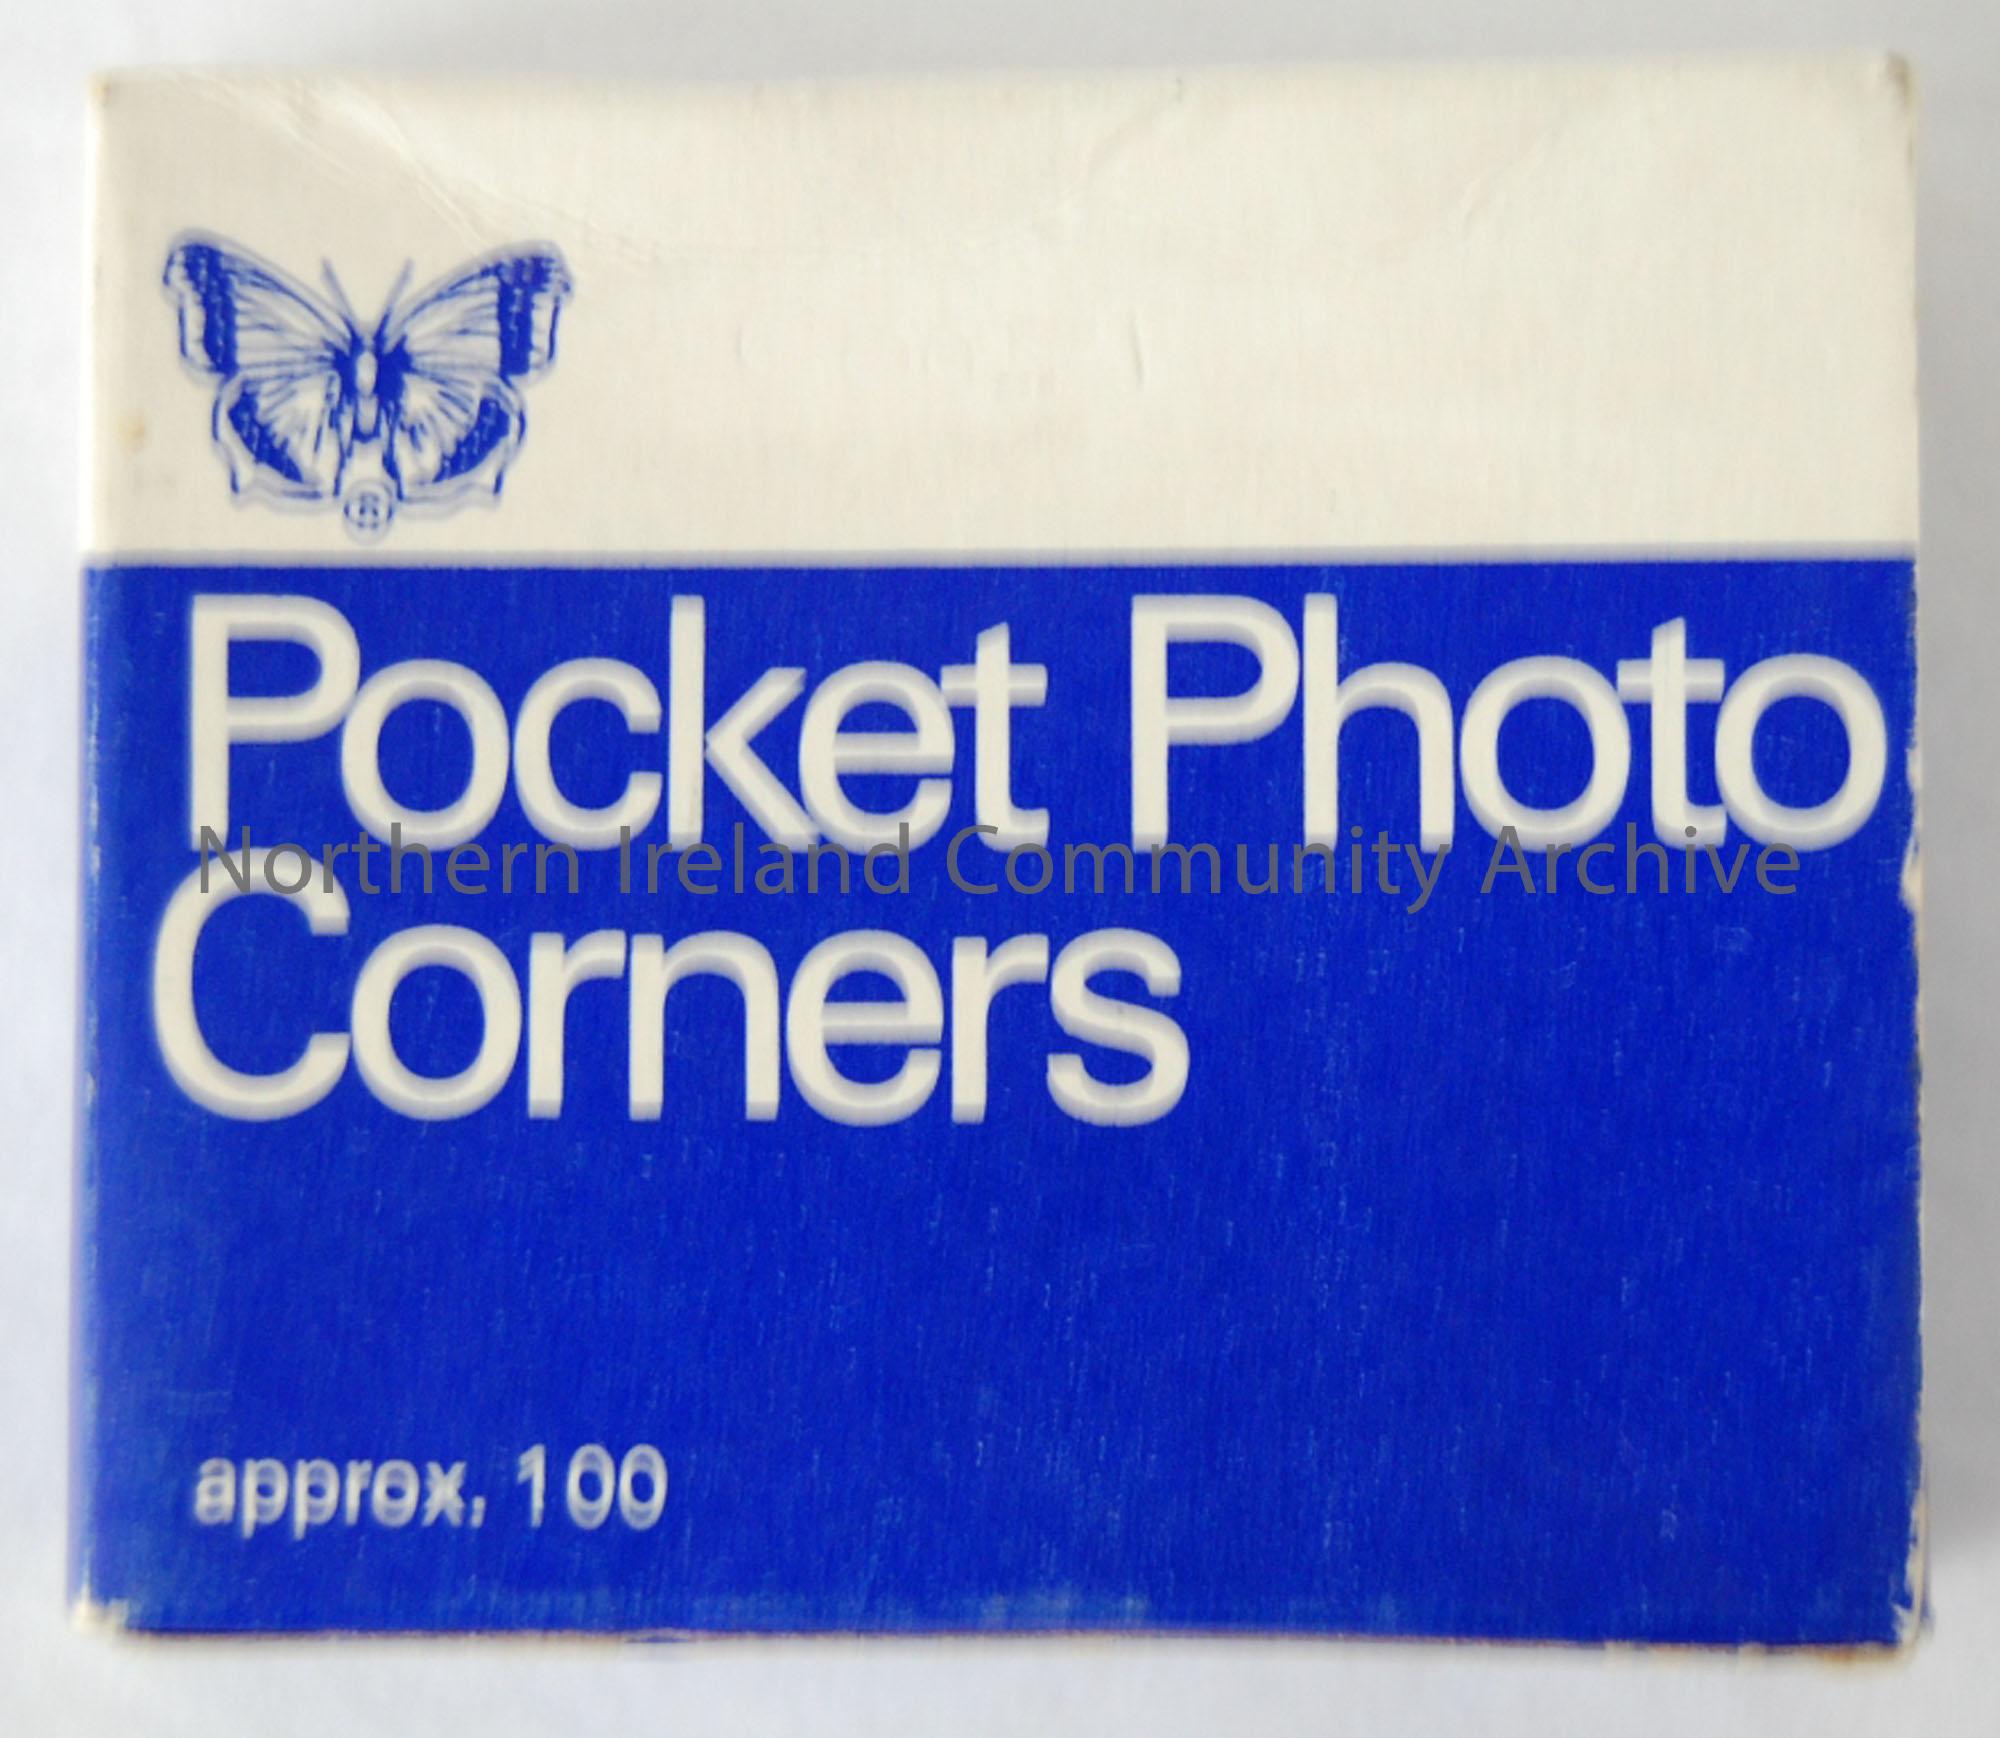 ®
Pocket Photo
Corners
Northern Ireland Community Archive
approx. 100